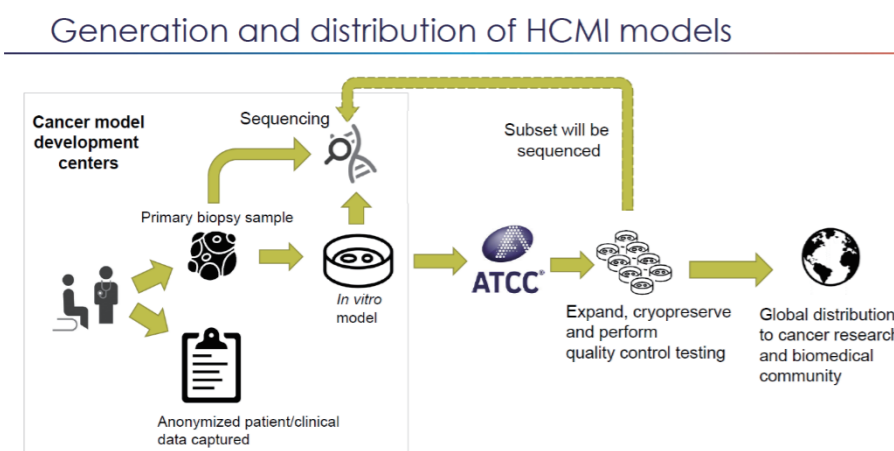 Generation and distribution of HCMI models
Cancer model
development
centers
Sequencing
Subset will be
sequenced
Primary biopsy sample
In vitro
model
ATCC®
Expand, cryopreserve
and perform
quality control testing
Global distribution
to cancer research
and biomedical
community
Anonymized patient/clinical
data captured